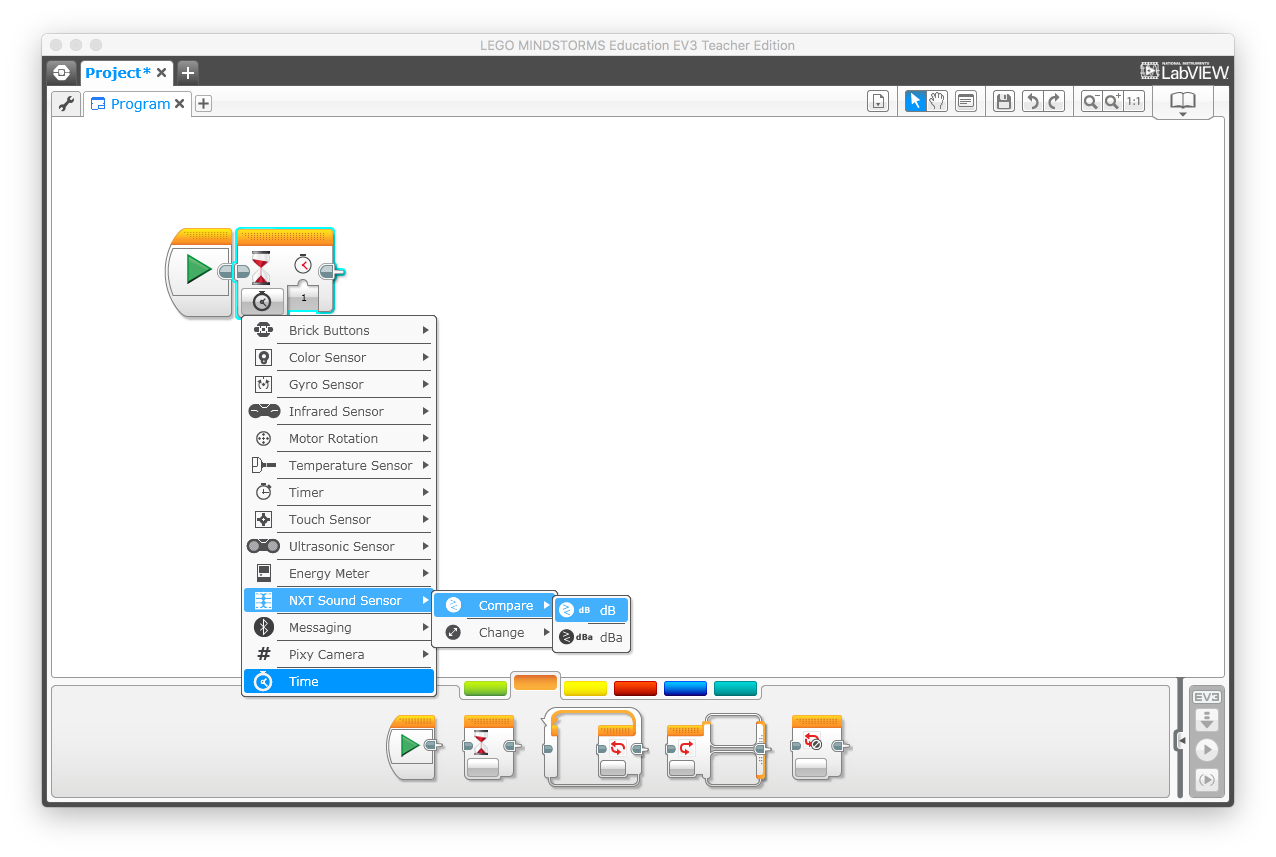 LEGO MINDSTORMS Education EV3 Teacher Edition
Project*
NATIONAL INSTRUMENTS
LabVIEW
Program
1:1
1
Brick Buttons
Color Sensor
Gyro Sensor
Infrared Sensor
Motor Rotation
Temperature Sensor
Timer
Touch Sensor
Ultrasonic Sensor
Energy Meter
NXT Sound Sensor
Compare
dB dB
Change
dBa dBa
Messaging
# Pixy Camera
Time
EV3